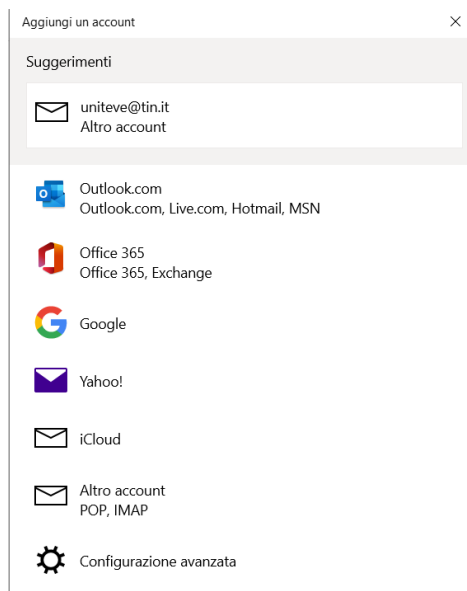 Aggiungi un account
Suggerimenti
uniteve@tin.it
Altro account
Outlook.com
Outlook.com, Live.com, Hotmail, MSN
Office 365
Office 365, Exchange
Google
Yahoo!
iCloud
Altro account
POP, IMAP
Configurazione avanzata